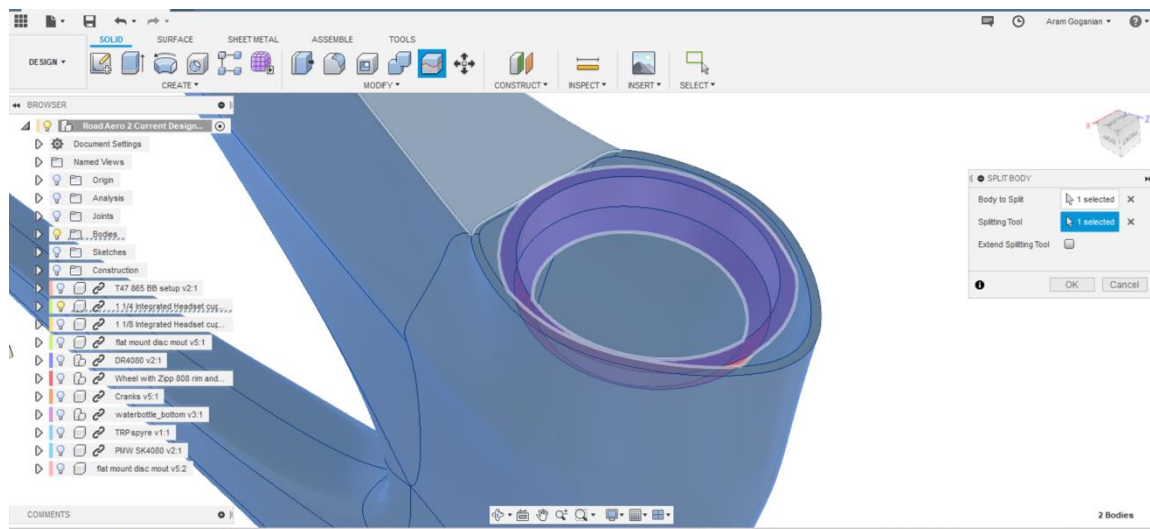 Aram Goganian
SOLID SURFACE SHEET METAL ASSEMBLE TOOLS
DESIGN
CREATE MODIFY CONSTRUCT INSPECT INSERT SELECT
BROWSER
Road Aero 2 Current Design...
Document Settings
Named Views
Origin
Analysis
Joints
Bodies
Sketches
Construction
T47 865 BB setup v2:1
1 1/4 Integrated Headset cup...
1 1/8 Integrated Headset cup...
flat mount disc mout v5:1
DR4080 v2:1
Wheel with Zipp 808 rim and...
Cranks v5:1
waterbottle_bottom v3:1
TRP spyre v1:1
PMW SK4080 v2:1
flat mount disc mout v5:2
SPLIT BODY
Body to Split 1 selected
Splitting Tool 1 selected
Extend Splitting Tool
OK Cancel
X
Z
COMMENTS
2 Bodies